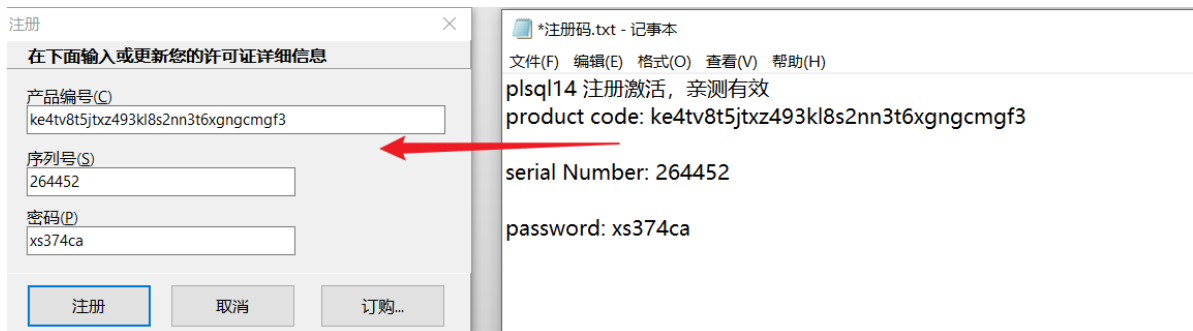 注册
在下面输入或更新您的许可证详细信息
产品编号(C)
ke4tv8t5jtxz493kl8s2nn3t6xgngcmgf3
序列号(S)
264452
密码(P)
xs374ca
注册 取消 订购...
*注册码.txt - 记事本
文件(F) 编辑(E) 格式(O) 查看(V) 帮助(H)
plsql14 注册激活，亲测有效
product code: ke4tv8t5jtxz493kl8s2nn3t6xgngcmgf3
serial Number: 264452
password: xs374ca